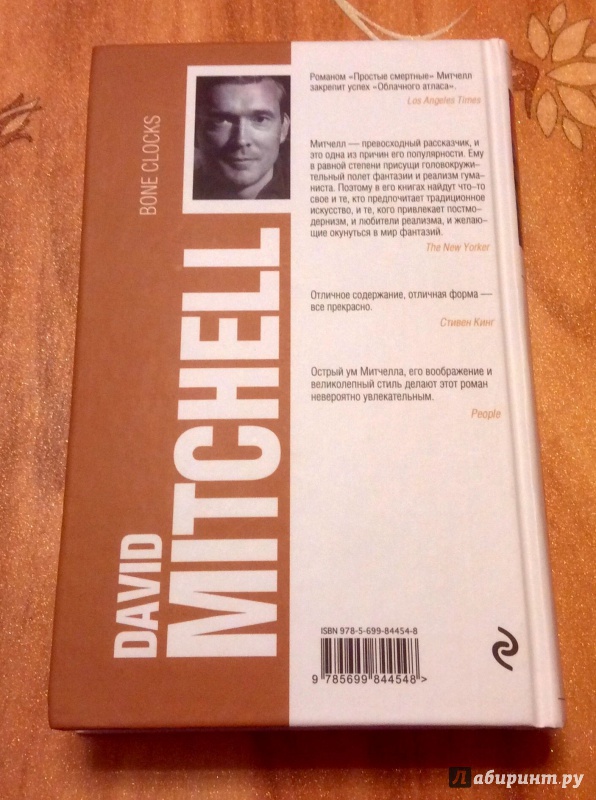 BONE CLOCKS
DAVID
MITCHELL
Романом «Простые смертные» Митчелл
закрепит успех «Облачного атласа».
Los Angeles Times
Митчелл — превосходный рассказчик, и
это одна из причин его популярности. Ему
в равной степени присущи головокружи-
тельный полет фантазии и реализм гума-
ниста. Поэтому в его книгах найдут что-то
свое и те, кто предпочитает традиционное
искусство, и те, кого привлекает постмо-
дернизм, и любители реализма, и желаю-
щие окунуться в мир фантазий.
The New Yorker
Отличное содержание, отличная форма —
все прекрасно.
Стивен Кинг
Острый ум Митчелла, его воображение и
великолепный стиль делают этот роман
невероятно увлекательным.
People
ISBN 978-5-699-84454-8
9 785699 844548 >
Лабиринт.ру